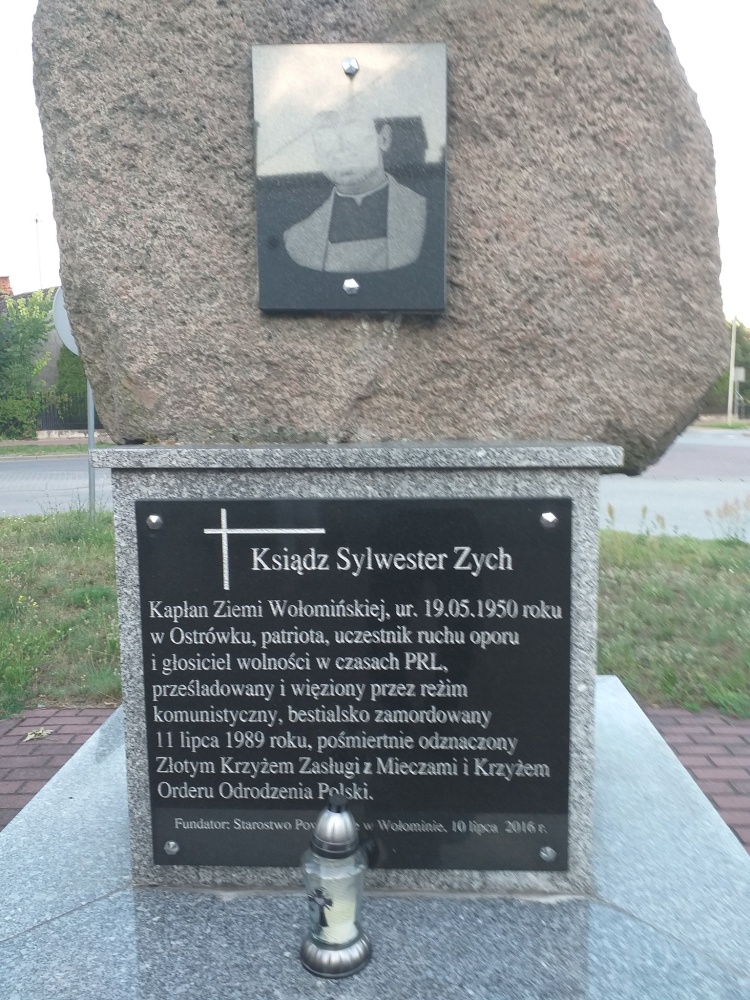 Ksiądz Sylwester Zych
Kapłan Ziemi Wołomińskiej, ur. 19.05.1950 roku
w Ostrówku, patriota, uczestnik ruchu oporu
i głosiciel wolności w czasach PRL,
prześladowany i więziony przez reżim
komunistyczny, bestialsko zamordowany
11 lipca 1989 roku, pośmiertnie odznaczony
Złotym Krzyżem Zasługi z Mieczami i Krzyżem
Orderu Odrodzenia Polski.
Fundator: Starostwo w Wołominie, 10 lipca 2016 r.